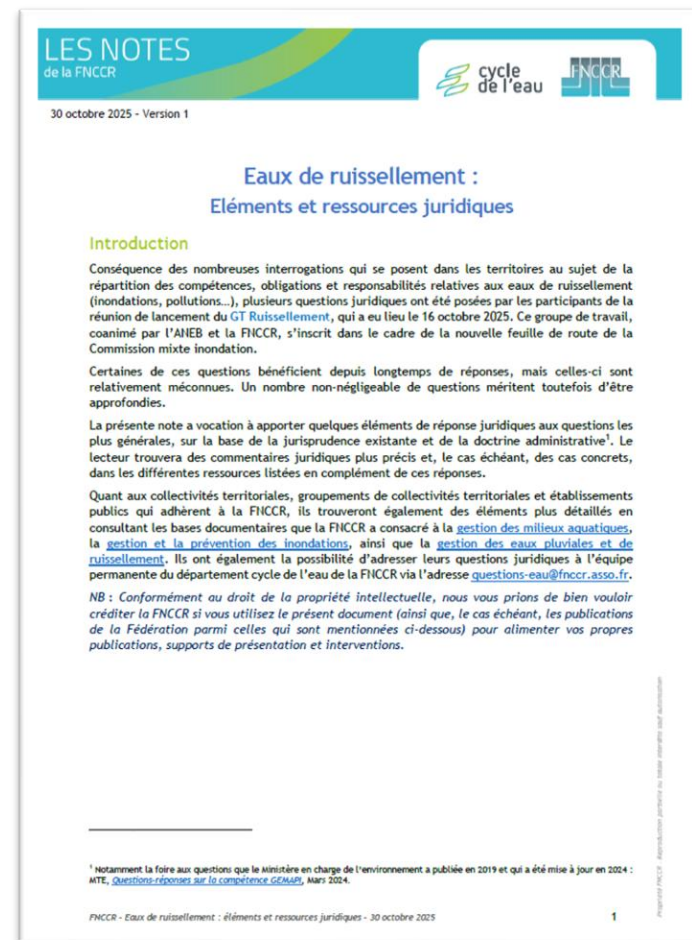 LES NOTES
de la FNCCR
cycle
de l'eau
FNCCR
30 octobre 2025 - Version 1
Eaux de ruissellement :
Eléments et ressources juridiques
Introduction
Conséquence des nombreuses interrogations qui se posent dans les territoires au sujet de la
répartition des compétences, obligations et responsabilités relatives aux eaux de ruissellement
(inondations, pollutions…), plusieurs questions juridiques ont été posées par les participants de la
réunion de lancement du GT Ruissellement, qui a eu lieu le 16 octobre 2025. Ce groupe de travail,
coanimé par l'ANEB et la FNCCR, s'inscrit dans le cadre de la nouvelle feuille de route de la
Commission mixte inondation.
Certaines de ces questions bénéficient depuis longtemps de réponses, mais celles-ci sont
relativement méconnues. Un nombre non-négligeable de questions méritent toutefois d'être
approfondies.
La présente note a vocation à apporter quelques éléments de réponse juridiques aux questions les
plus générales, sur la base de la jurisprudence existante et de la doctrine administrative¹. Le
lecteur trouvera des commentaires juridiques plus précis et, le cas échéant, des cas concrets,
dans les différentes ressources listées en complément de ces réponses.
Quant aux collectivités territoriales, groupements de collectivités territoriales et établissements
publics qui adhèrent à la FNCCR, ils trouveront également des éléments plus détaillés en
consultant les bases documentaires que la FNCCR a consacré à la gestion des milieux aquatiques,
la gestion et la prévention des inondations, ainsi que la gestion des eaux pluviales et de
ruissellement. Ils ont également la possibilité d'adresser leurs questions juridiques à l'équipe
permanente du département cycle de l'eau de la FNCCR via l'adresse questions-eau@fnccr.asso.fr.
NB : Conformément au droit de la propriété intellectuelle, nous vous prions de bien vouloir
créditer la FNCCR si vous utilisez le présent document (ainsi que, le cas échéant, les publications
de la Fédération parmi celles qui sont mentionnées ci-dessous) pour alimenter vos propres
publications, supports de présentation et interventions.
¹ Notamment la foire aux questions que le Ministère en charge de l'environnement a publiée en 2019 et qui a été mise à jour en 2024 :
MTE, Questions-réponses sur la compétence GEMAPI, Mars 2024.
FNCCR - Eaux de ruissellement : éléments et ressources juridiques - 30 octobre 2025 1
Propriété FNCCR - Reproduction partielle ou totale interdite sauf autorisation